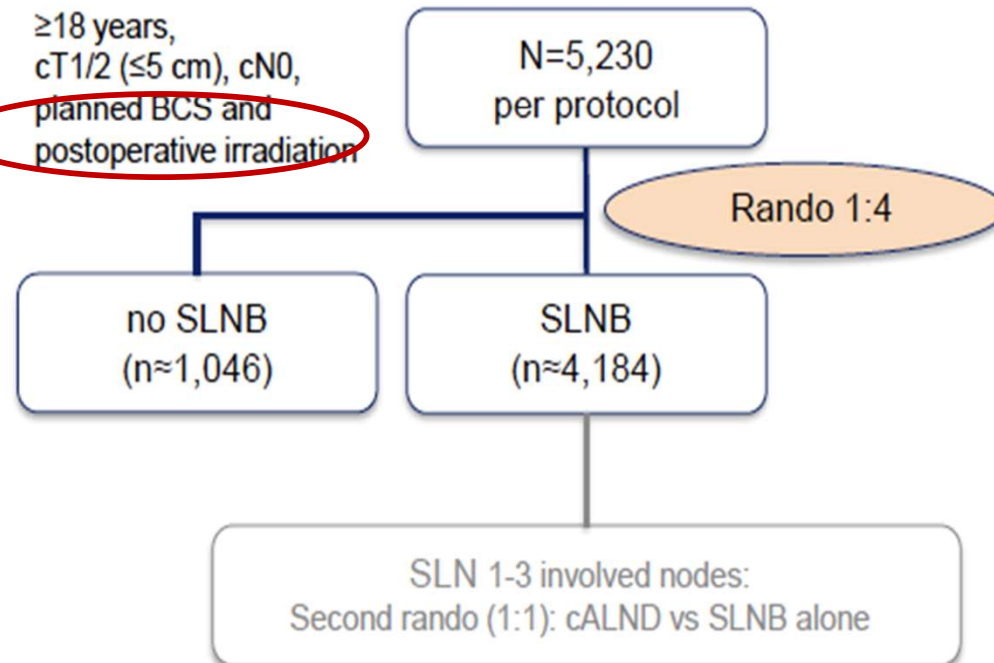 ≥18 years,
cT1/2 (≤5 cm), cN0,
planned BCS and
postoperative irradiation
N=5,230
per protocol
Rando 1:4
no SLNB
(n≈1,046)
SLNB
(n≈4,184)
SLN 1-3 involved nodes:
Second rando (1:1): cALND vs SLNB alone